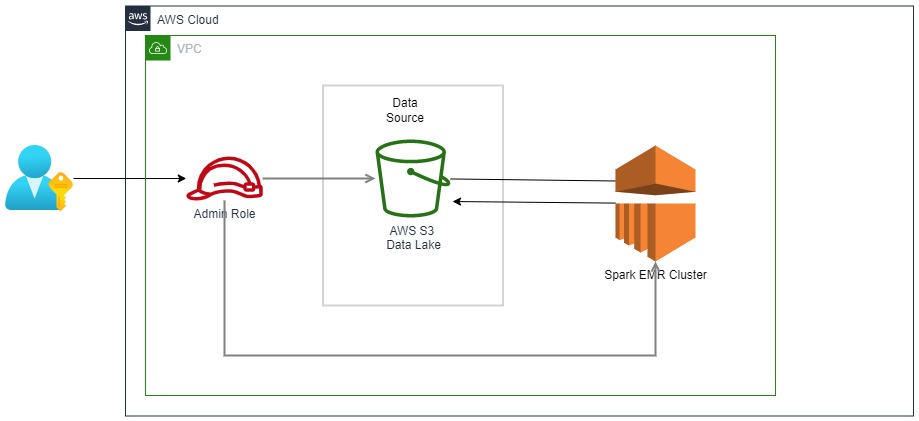 aws
AWS Cloud
VPC
Data
Source
Admin Role
AWS S3
Data Lake
Spark EMR Cluster